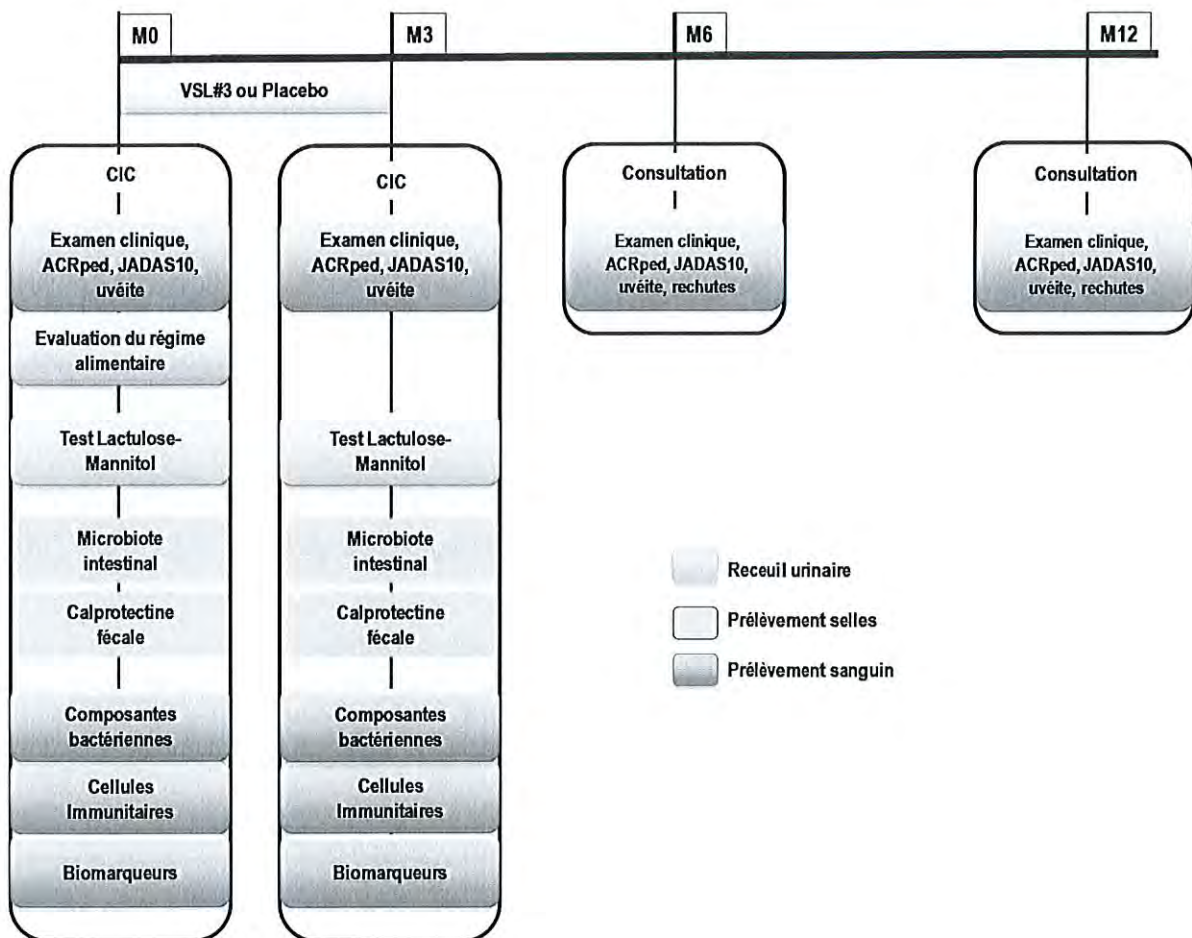 M0
M3
M6
M12
VSL#3 ou Placebo
CIC
Examen clinique,
ACRped, JADAS10,
uvéite
Evaluation du régime
alimentaire
Test Lactulose-
Mannitol
Microbiote
intestinal
Calprotectine
fécale
Composantes
bactériennes
Cellules
Immunitaires
Biomarqueurs
CIC
Examen clinique,
ACRped, JADAS10,
uvéite
Test Lactulose-
Mannitol
Microbiote
intestinal
Calprotectine
fécale
Composantes
bactériennes
Cellules
Immunitaires
Biomarqueurs
Consultation
Examen clinique,
ACRped, JADAS10,
uvéite, rechutes
Consultation
Examen clinique,
ACRped, JADAS10,
uvéite, rechutes
Receuil urinaire
Prélèvement selles
Prélèvement sanguin